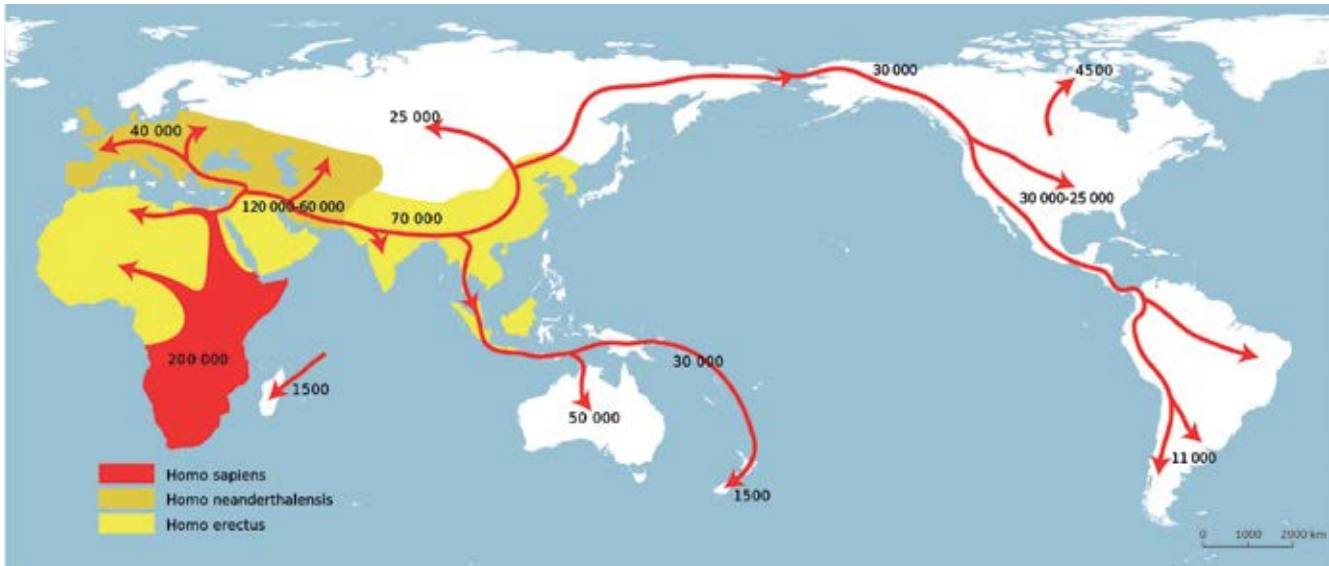 30 000
4500
25 000
40 000
30 000-25 000
120 000-60 000
70 000
200 000
1500
30 000
50 000
11 000
1500
Homo sapiens
Homo neanderthalensis
Homo erectus
0 1000 2000 km